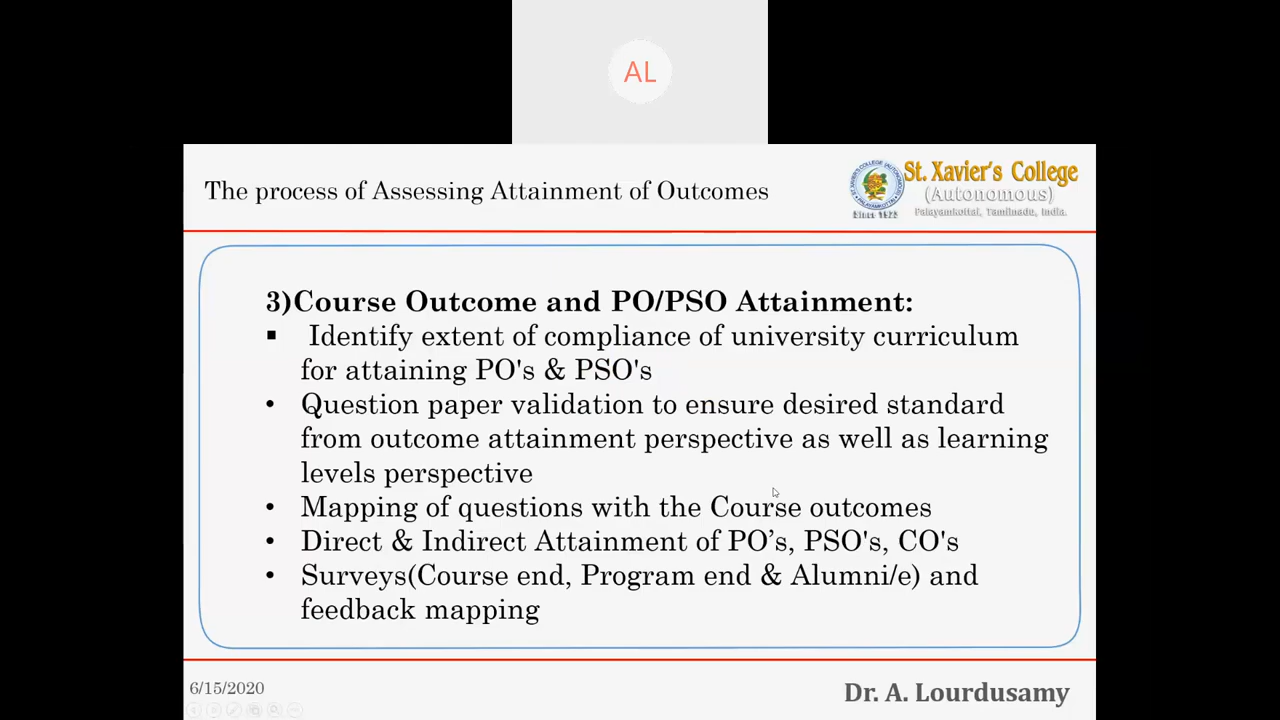 AL
The process of Assessing Attainment of Outcomes
St. Xavier's College
(Autonomous)
Palayamkottai, Tamilnadu, India.
Since 1923
3)Course Outcome and PO/PSO Attainment:
▪ Identify extent of compliance of university curriculum
for attaining PO's & PSO's
• Question paper validation to ensure desired standard
from outcome attainment perspective as well as learning
levels perspective
• Mapping of questions with the Course outcomes
• Direct & Indirect Attainment of PO’s, PSO's, CO's
• Surveys(Course end, Program end & Alumni/e) and
feedback mapping
6/15/2020
Dr. A. Lourdusamy